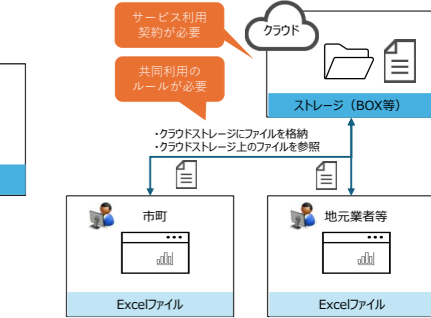 サービス利用
契約が必要
クラウド
共同利用の
ルールが必要
ストレージ（BOX等）
・クラウドストレージにファイルを格納
・クラウドストレージ上のファイルを参照
市町
地元業者等
Excelファイル
Excelファイル